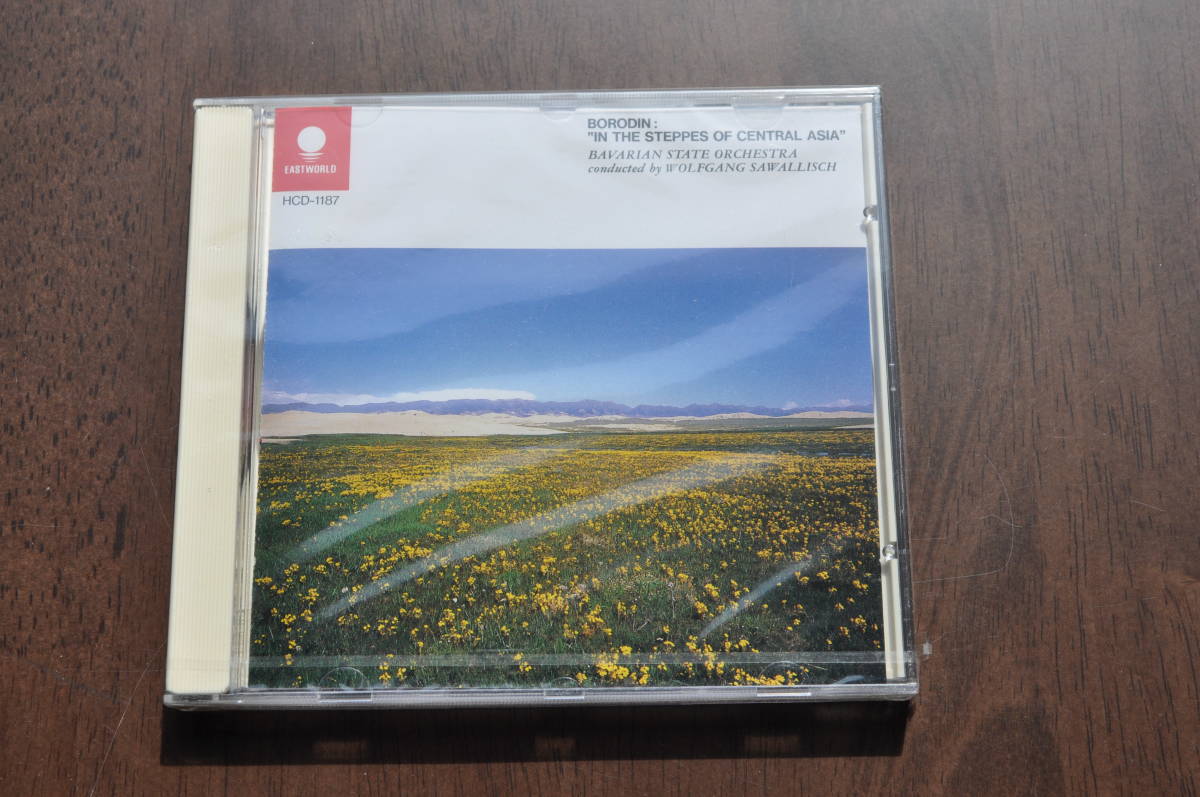 EASTWORLD
HCD-1187
BORODIN:
"IN THE STEPPES OF CENTRAL ASIA"
BAVARIAN STATE ORCHESTRA
conducted by WOLFGANG SAWALLISCH